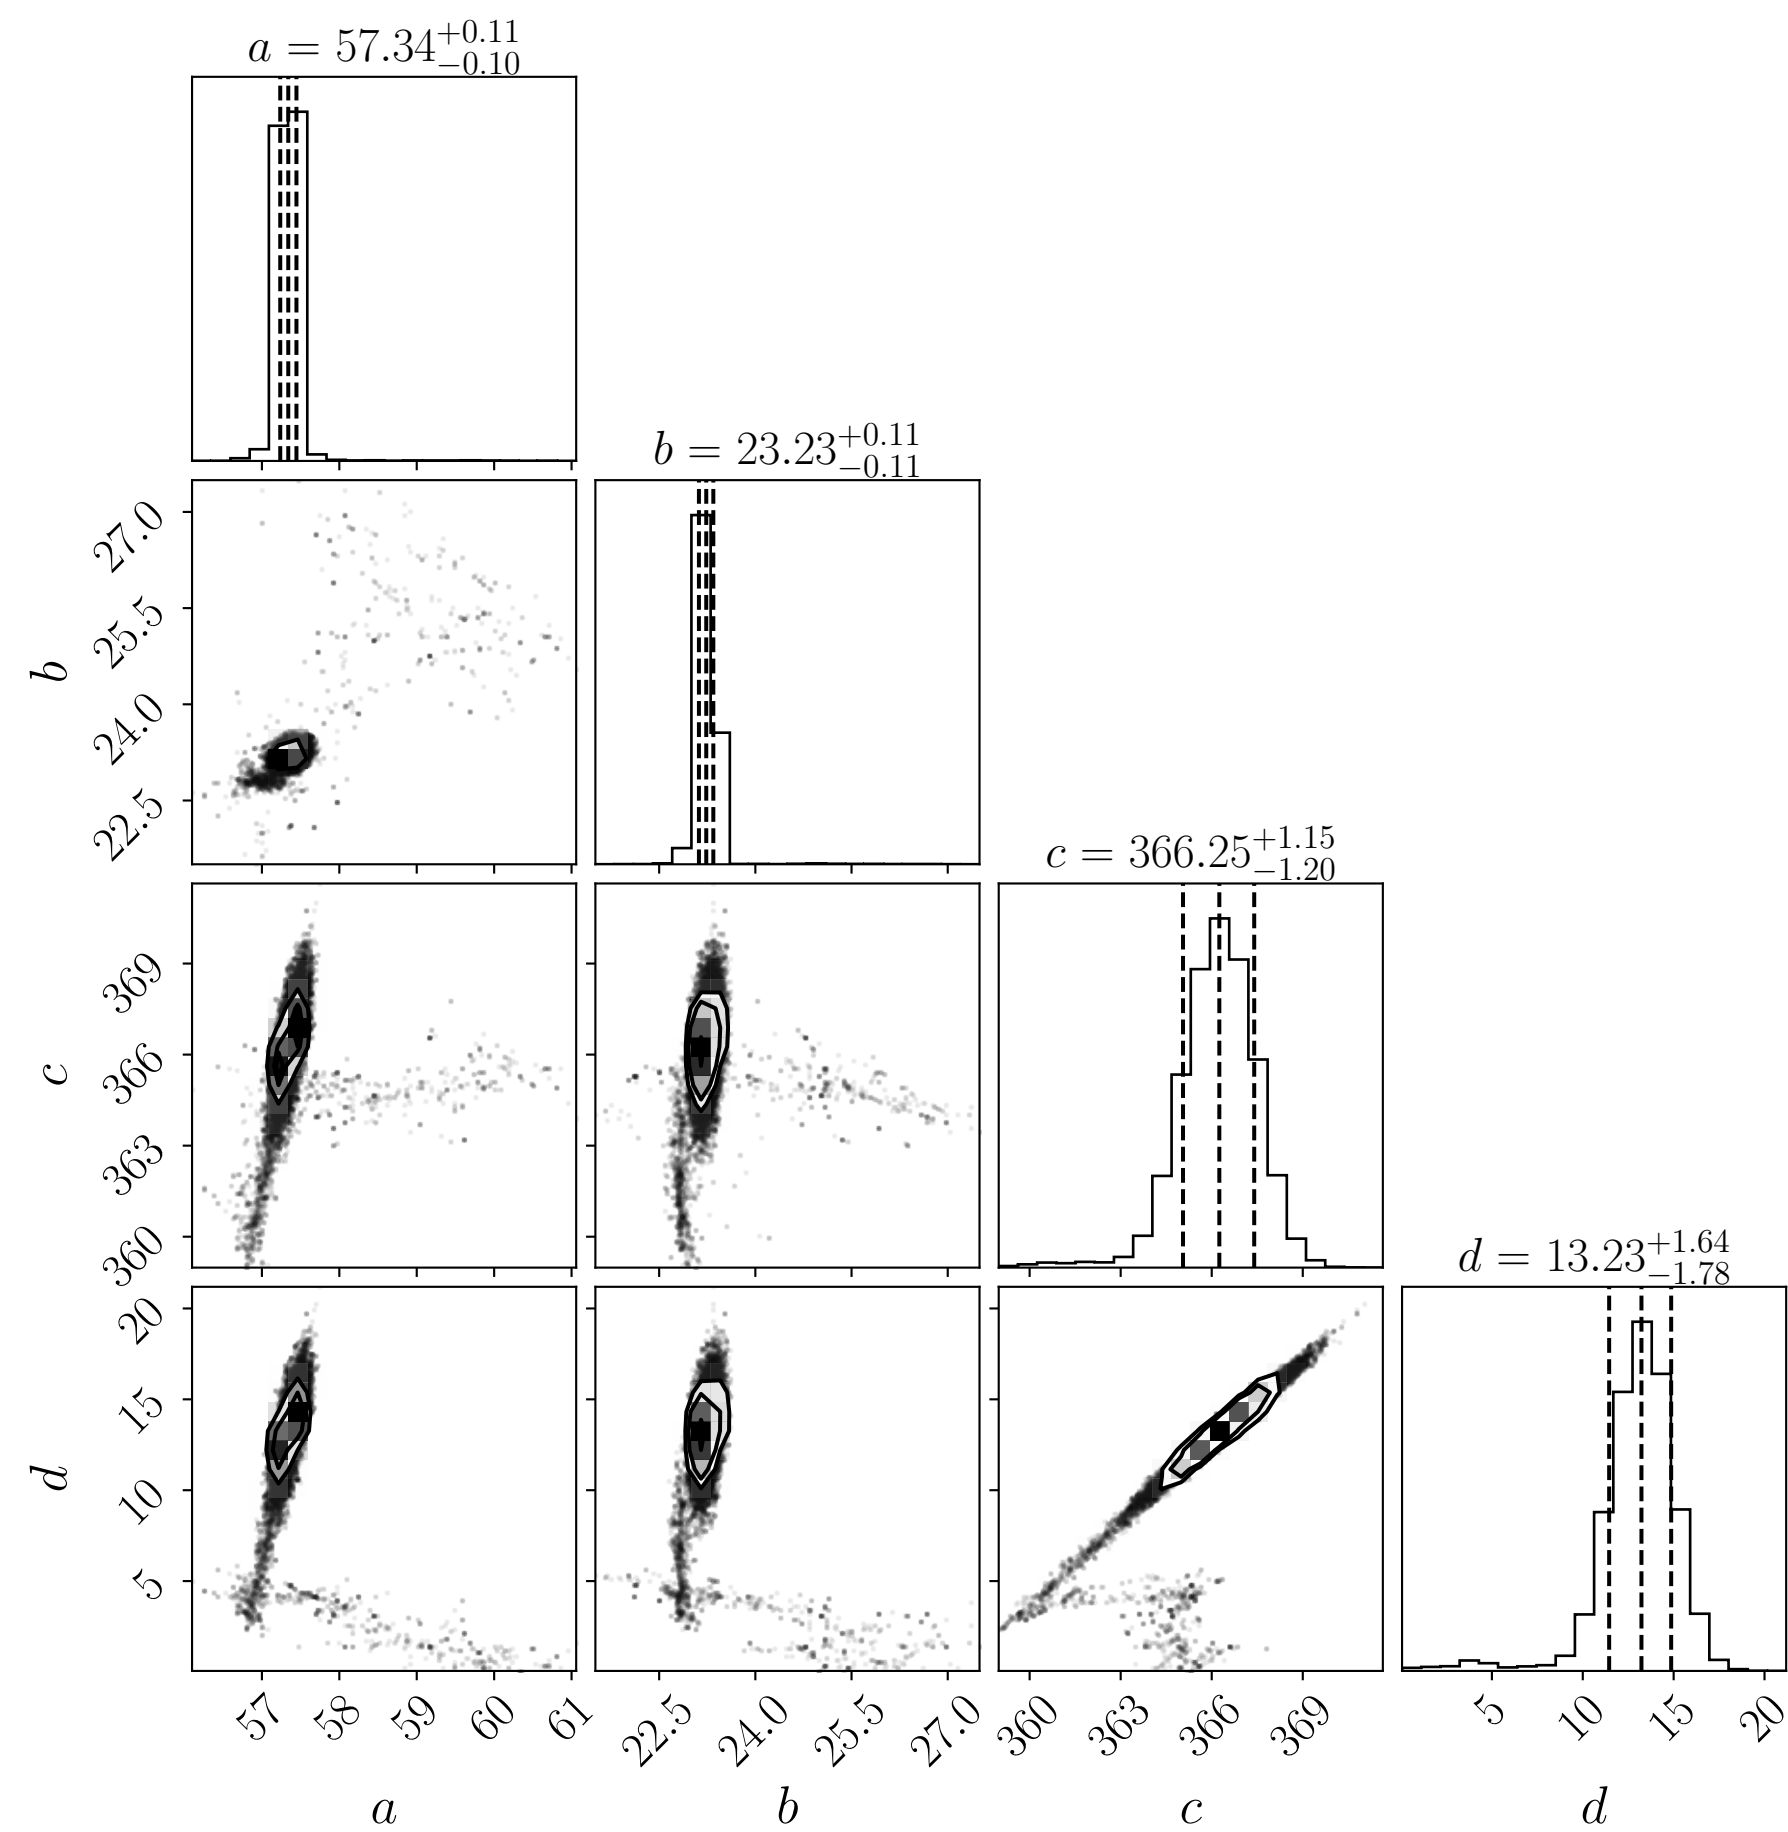 a = 57.34+0.11−0.10
b = 23.23+0.11−0.11
27.0
25.5
24.0
22.5
b
c = 366.25+1.15−1.20
369
366
363
360
c
d = 13.23+1.64−1.78
20
15
10
5
d
57 58 59 60 61
22.5 24.0 25.5 27.0
360 363 366 369
5 10 15 20
a b c d